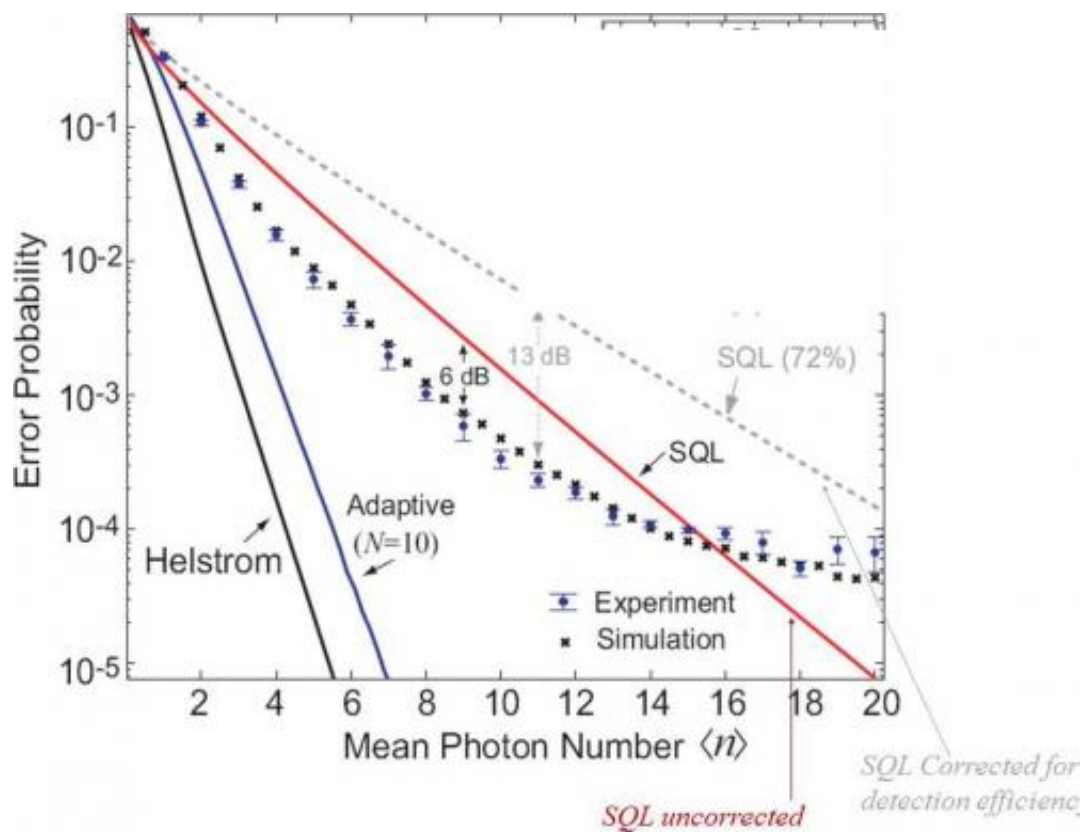 10-1
10-2
10-3
10-4
10-5
Error Probability
6 dB
13 dB
SQL (72%)
SQL
Adaptive
(N=10)
Helstrom
Experiment
Simulation
2 4 6 8 10 12 14 16 18 20
Mean Photon Number ⟨n⟩
SQL Corrected for
detection efficiency
SQL uncorrected